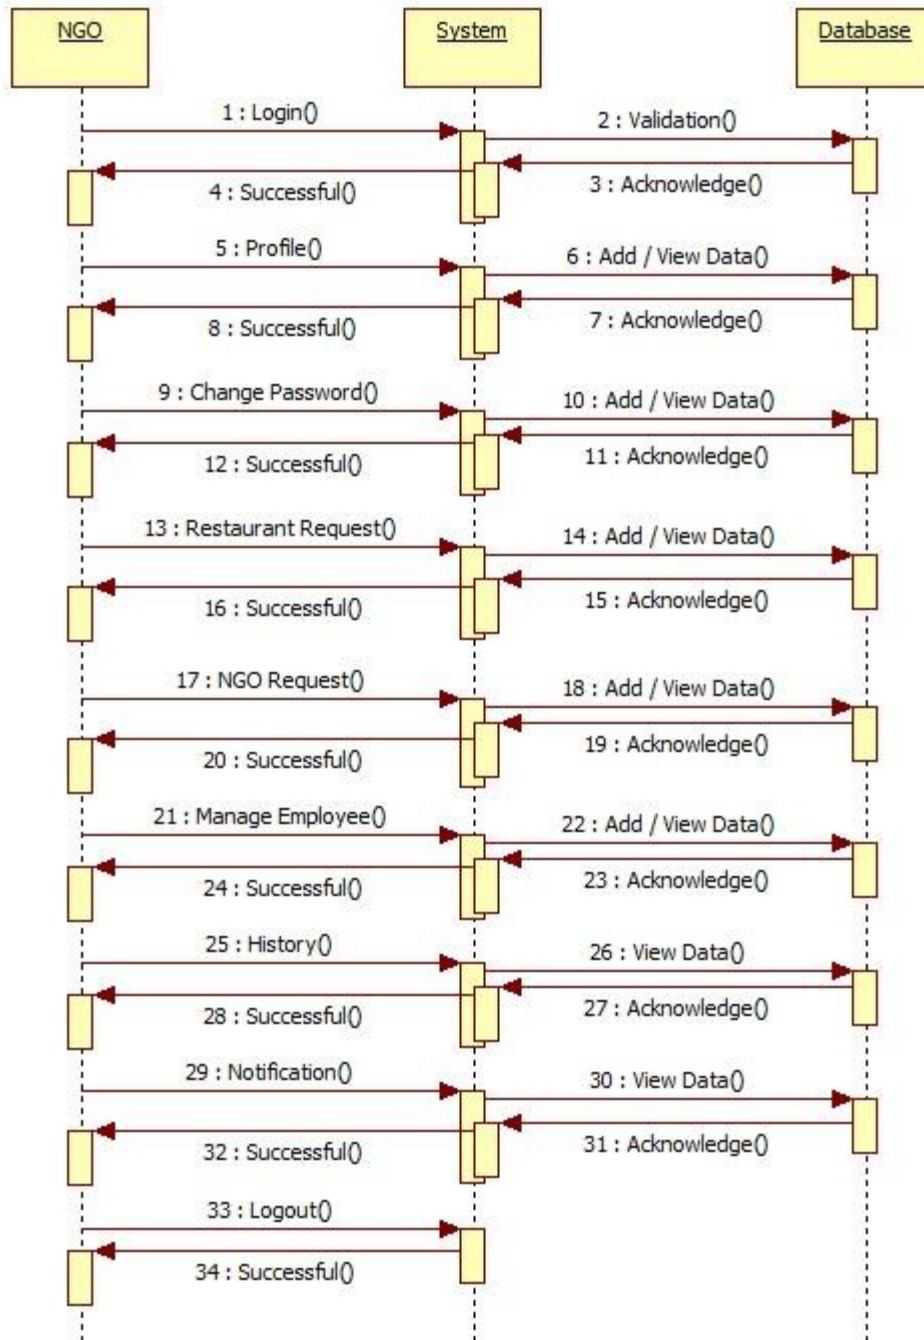 NGO
System
Database
1 : Login()
2 : Validation()
3 : Acknowledge()
4 : Successful()
5 : Profile()
6 : Add / View Data()
7 : Acknowledge()
8 : Successful()
9 : Change Password()
10 : Add / View Data()
11 : Acknowledge()
12 : Successful()
13 : Restaurant Request()
14 : Add / View Data()
15 : Acknowledge()
16 : Successful()
17 : NGO Request()
18 : Add / View Data()
19 : Acknowledge()
20 : Successful()
21 : Manage Employee()
22 : Add / View Data()
23 : Acknowledge()
24 : Successful()
25 : History()
26 : View Data()
27 : Acknowledge()
28 : Successful()
29 : Notification()
30 : View Data()
31 : Acknowledge()
32 : Successful()
33 : Logout()
34 : Successful()